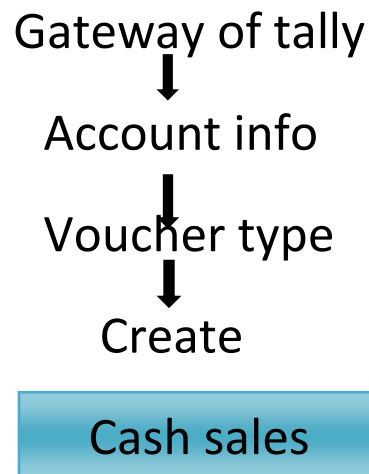 Gateway of tally
Account info
Voucher type
Create
Cash sales